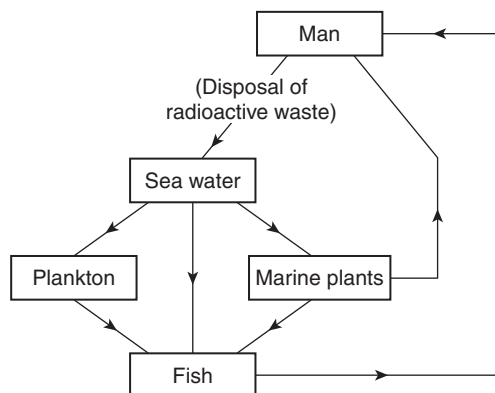 Man
(Disposal of
radioactive waste)
Sea water
Plankton
Marine plants
Fish